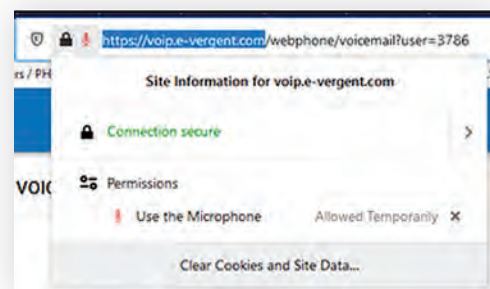 https://voip.e-vergent.com/webphone/voicemail?user=3786
rs / PH
Site Information for voip.e-vergent.com
Connection secure
VOIC
Permissions
Use the Microphone Allowed Temporarily
Clear Cookies and Site Data...